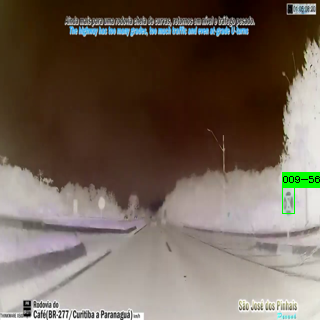 Ainda mais para uma rodovia cheia de curvas, retornos em nível e tráfego pesado.
The highway has too many grades, too much traffic and even at-grade U-turns
009-56
Rodovia do
Café(BR-277/Curitiba a Paranaguá)
São José dos Pinhais
Paraná